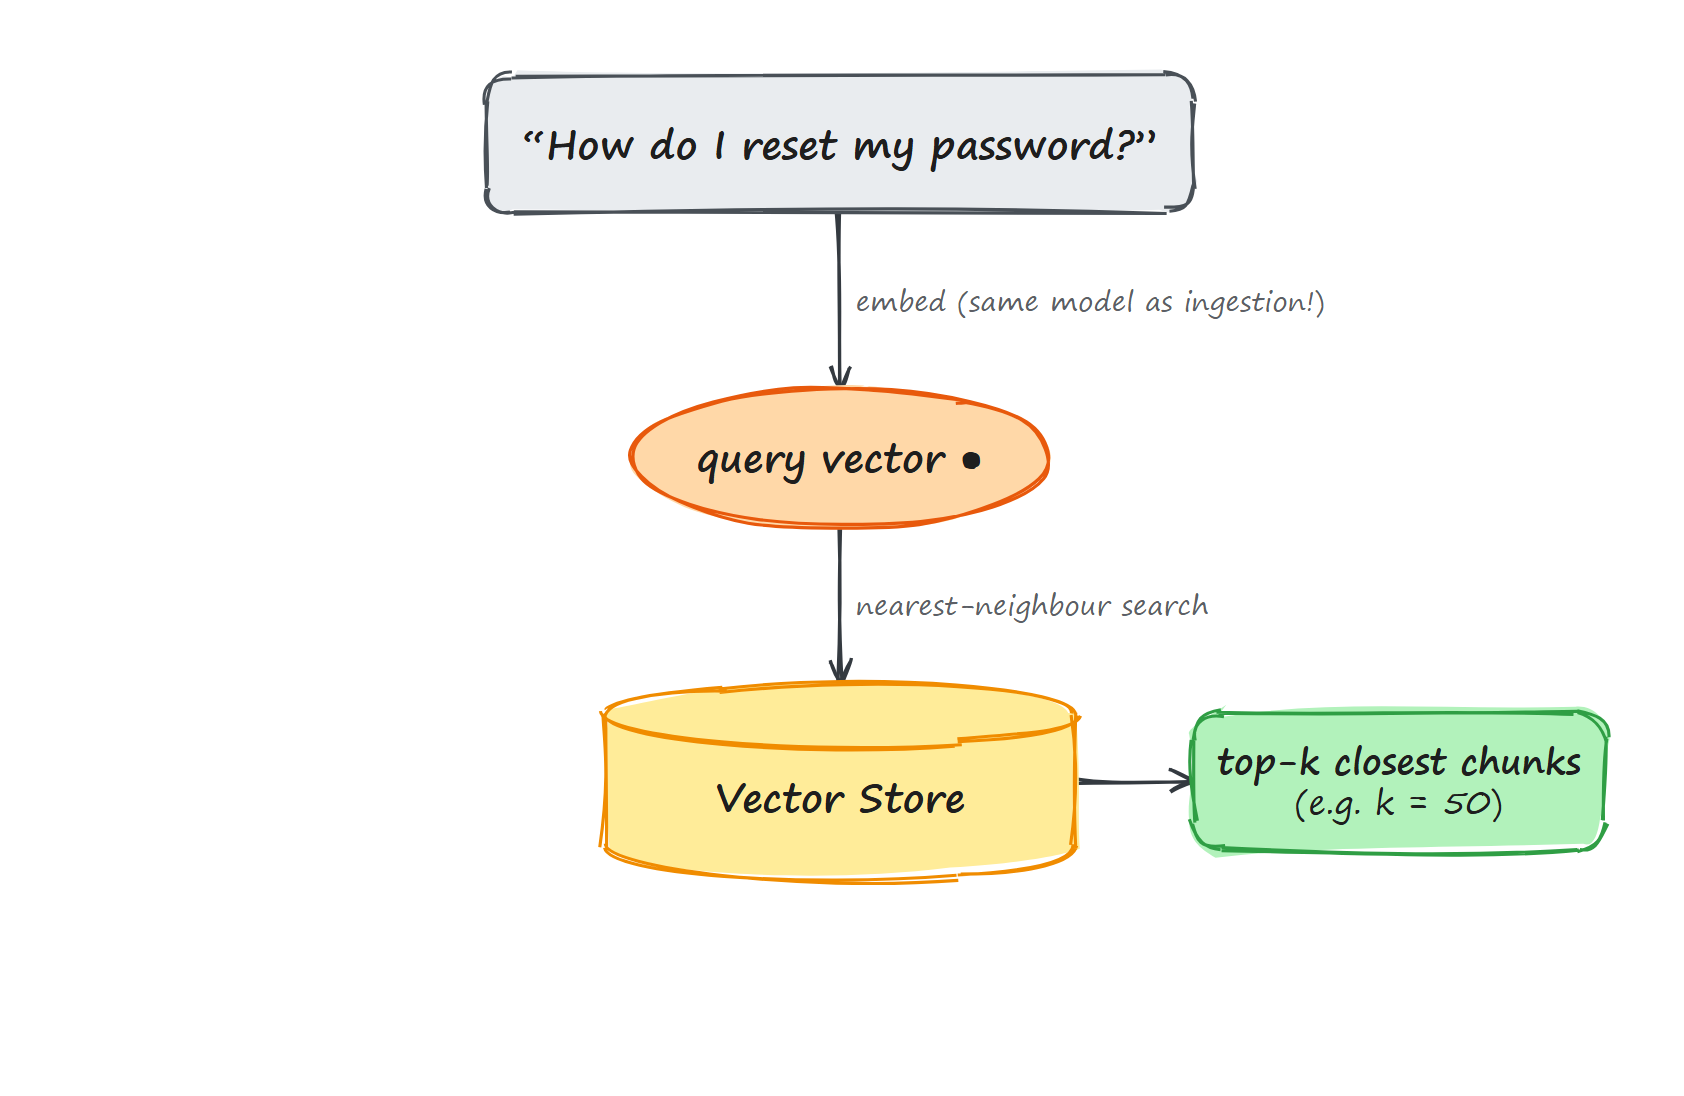 “How do I reset my password?”
embed (same model as ingestion!)
query vector •
nearest-neighbour search
Vector Store
top-k closest chunks
(e.g. k = 50)